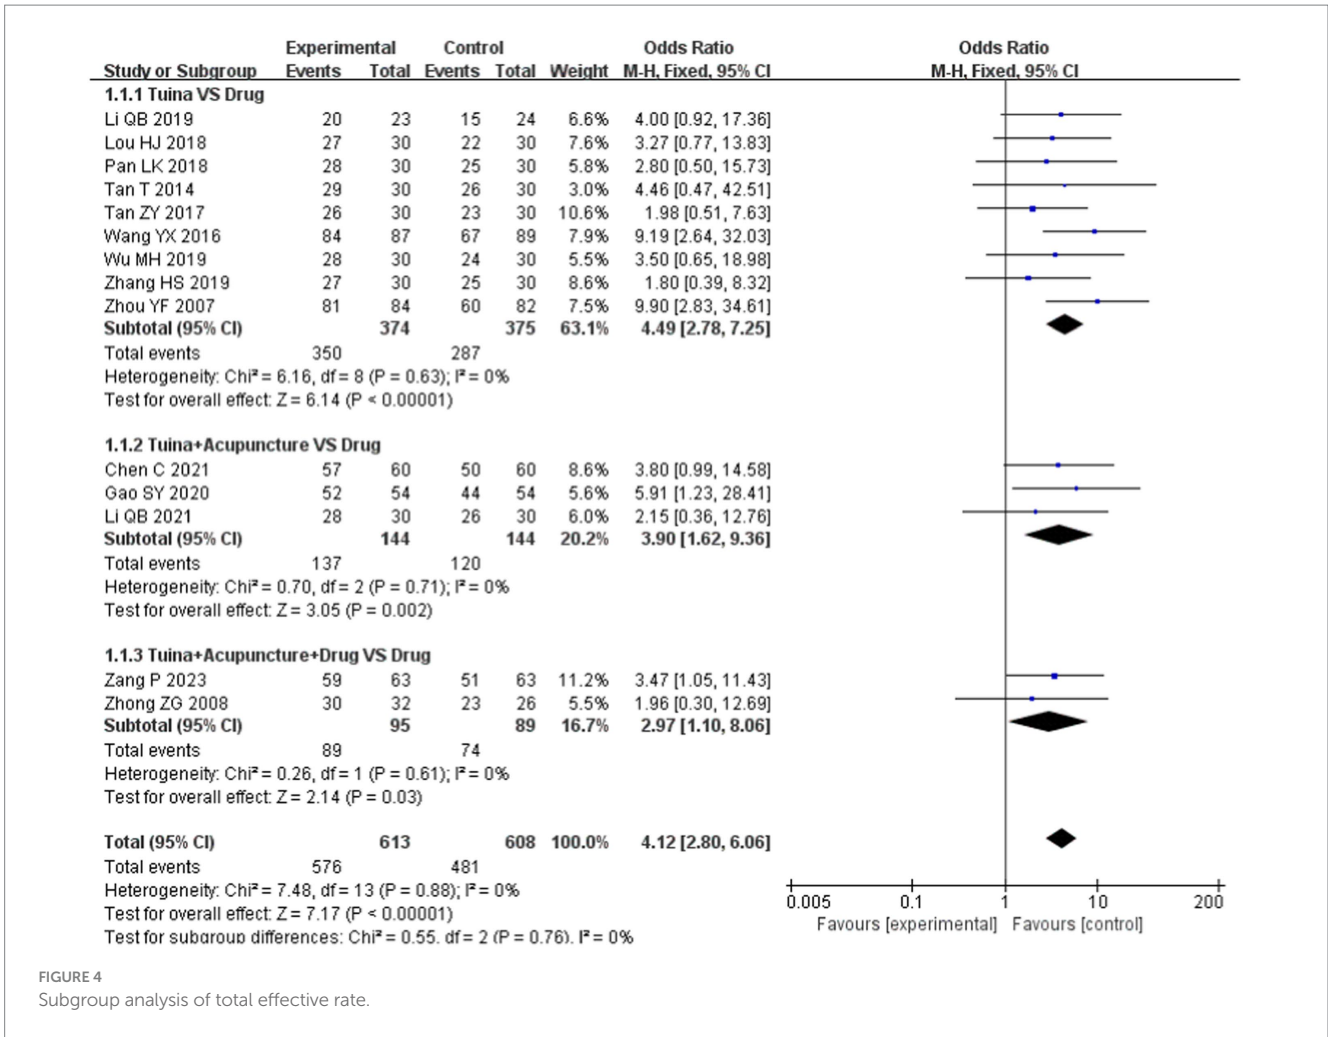 Experimental Control Odds Ratio Odds Ratio
Study or Subgroup Events Total Events Total Weight M-H, Fixed, 95% CI M-H, Fixed, 95% CI
1.1.1 Tuina VS Drug
Li QB 2019 20 23 15 24 6.6% 4.00 [0.92, 17.36]
Lou HJ 2018 27 30 22 30 7.6% 3.27 [0.77, 13.83]
Pan LK 2018 28 30 25 30 5.8% 2.80 [0.50, 15.73]
Tan T 2014 29 30 26 30 3.0% 4.46 [0.47, 42.51]
Tan ZY 2017 26 30 23 30 10.6% 1.98 [0.51, 7.63]
Wang YX 2016 84 87 67 89 7.9% 9.19 [2.64, 32.03]
Wu MH 2019 28 30 24 30 5.5% 3.50 [0.65, 18.98]
Zhang HS 2019 27 30 25 30 8.6% 1.80 [0.39, 8.32]
Zhou YF 2007 81 84 60 82 7.5% 9.90 [2.83, 34.61]
Subtotal (95% CI) 374 375 63.1% 4.49 [2.78, 7.25]
Total events 350 287
Heterogeneity: Chi² = 6.16, df = 8 (P = 0.63); I² = 0%
Test for overall effect: Z = 6.14 (P < 0.00001)
1.1.2 Tuina+Acupuncture VS Drug
Chen C 2021 57 60 50 60 8.6% 3.80 [0.99, 14.58]
Gao SY 2020 52 54 44 54 5.6% 5.91 [1.23, 28.41]
Li QB 2021 28 30 26 30 6.0% 2.15 [0.36, 12.76]
Subtotal (95% CI) 144 144 20.2% 3.90 [1.62, 9.36]
Total events 137 120
Heterogeneity: Chi² = 0.70, df = 2 (P = 0.71); I² = 0%
Test for overall effect: Z = 3.05 (P = 0.002)
1.1.3 Tuina+Acupuncture+Drug VS Drug
Zang P 2023 59 63 51 63 11.2% 3.47 [1.05, 11.43]
Zhong ZG 2008 30 32 23 26 5.5% 1.96 [0.30, 12.69]
Subtotal (95% CI) 95 89 16.7% 2.97 [1.10, 8.06]
Total events 89 74
Heterogeneity: Chi² = 0.26, df = 1 (P = 0.61); I² = 0%
Test for overall effect: Z = 2.14 (P = 0.03)
Total (95% CI) 613 608 100.0% 4.12 [2.80, 6.06]
Total events 576 481
Heterogeneity: Chi² = 7.48, df = 13 (P = 0.88); I² = 0%
Test for overall effect: Z = 7.17 (P < 0.00001)
Test for subgroup differences: Chi² = 0.55, df = 2 (P = 0.76), I² = 0%
0.005 0.1 1 10 200
Favours [experimental] Favours [control]
FIGURE 4
Subgroup analysis of total effective rate.